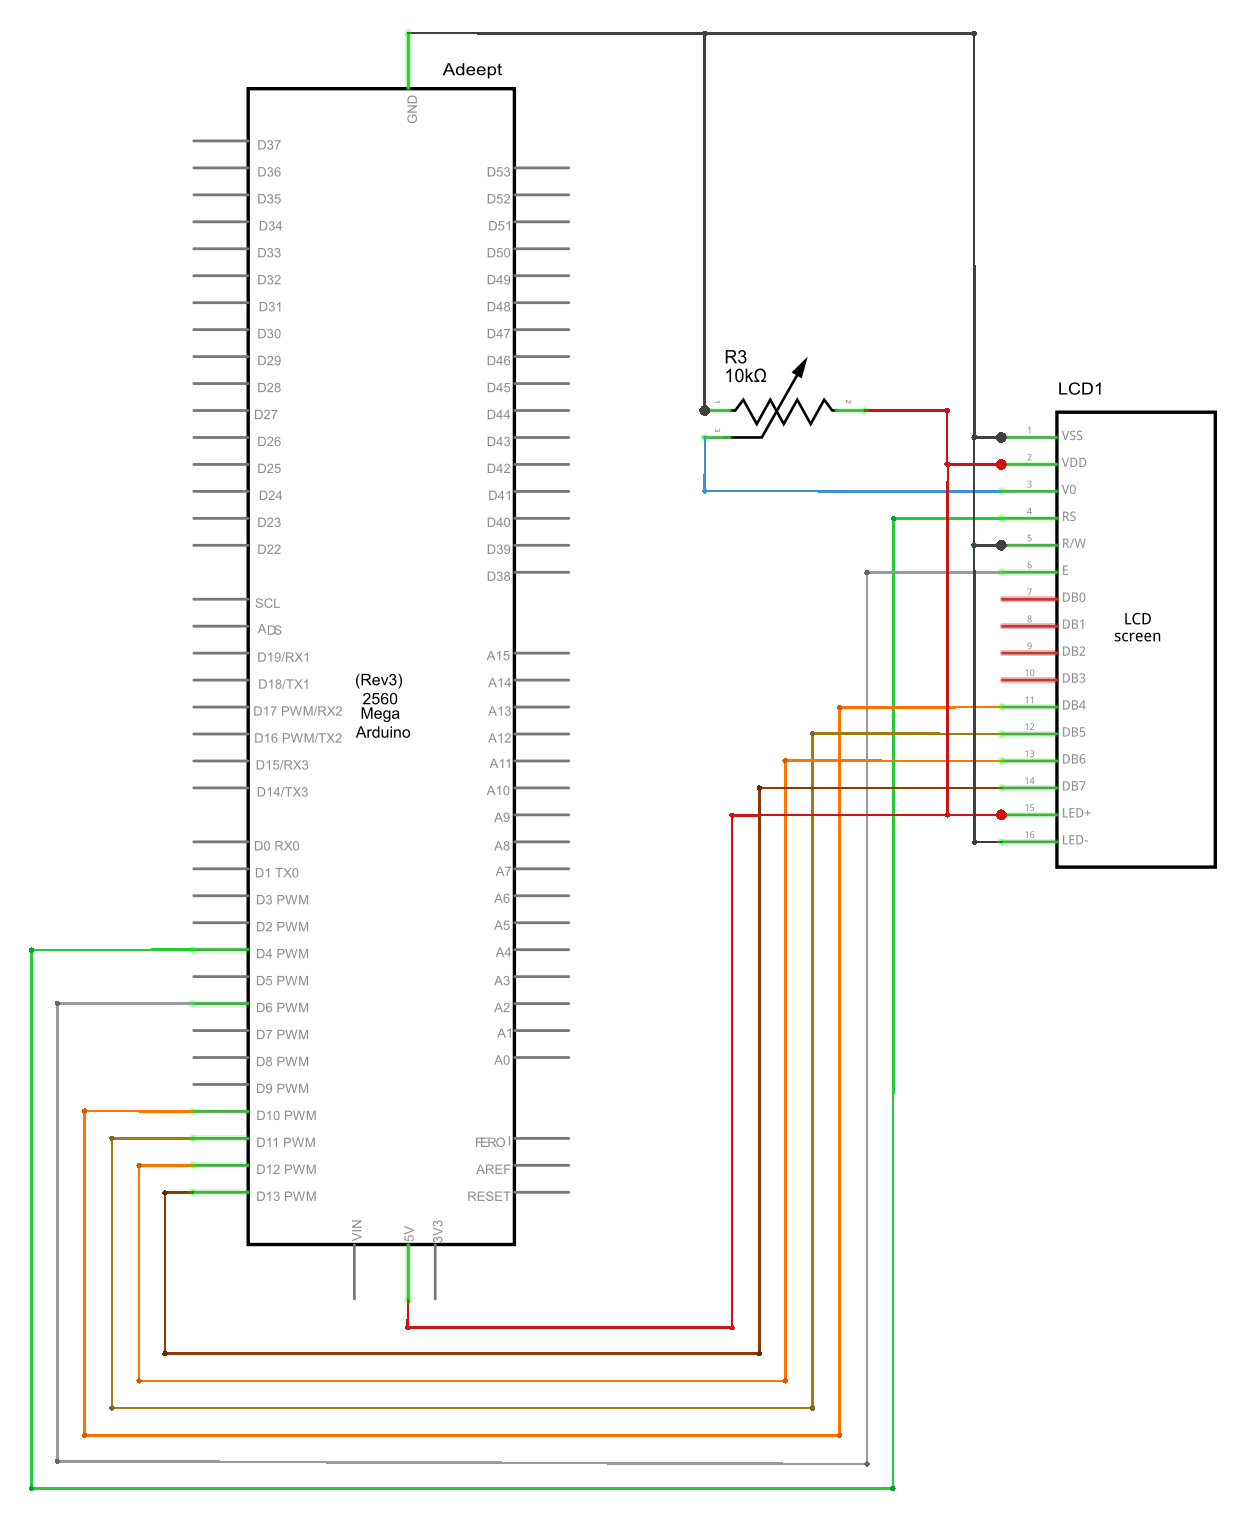 Adeept
GND
D37
D36
D35
D34
D33
D32
D31
D30
D29
D28
D27
D26
D25
D24
D23
D22
SCL
ADS
D19/RX1
D18/TX1
D17 PWM/RX2
D16 PWM/TX2
D15/RX3
D14/TX3
D0 RX0
D1 TX0
D3 PWM
D2 PWM
D4 PWM
D5 PWM
D6 PWM
D7 PWM
D8 PWM
D9 PWM
D10 PWM
D11 PWM
D12 PWM
D13 PWM
(Rev3)
2560
Mega
Arduino
D53
D52
D51
D50
D49
D48
D47
D46
D45
D44
D43
D42
D41
D40
D39
D38
A15
A14
A13
A12
A11
A10
A9
A8
A7
A6
A5
A4
A3
A2
A1
A0
AREF
RESET
VIN
5V
3V3
R3
10kΩ
1
2
3
LCD1
1 VSS
2 VDD
3 V0
4 RS
5 R/W
6 E
7 DB0
8 DB1
9 DB2
10 DB3
11 DB4
12 DB5
13 DB6
14 DB7
15 LED+
16 LED-
LCD
screen